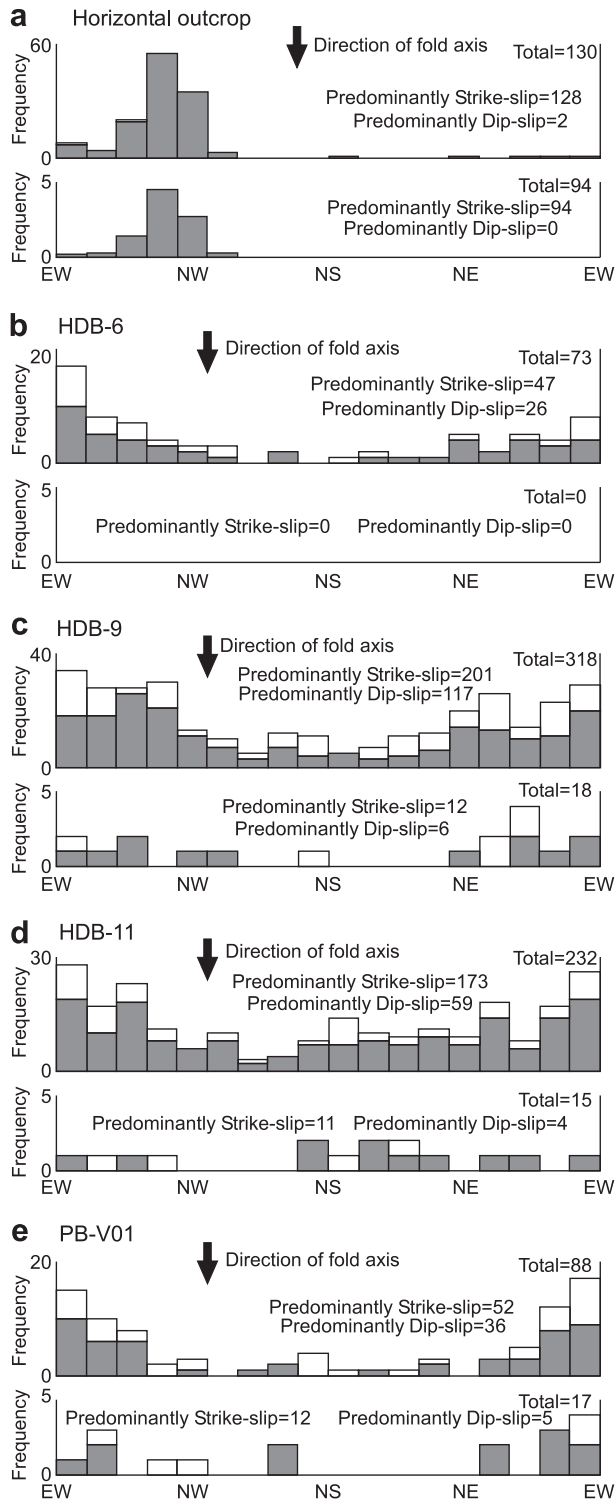 a Horizontal outcrop
60
Direction of fold axis
Total=130
Frequency
Predominantly Strike-slip=128
Predominantly Dip-slip=2
0
5
Total=94
Frequency
Predominantly Strike-slip=94
Predominantly Dip-slip=0
0
EW NW NS NE EW
b HDB-6
20
Direction of fold axis
Total=73
Frequency
Predominantly Strike-slip=47
Predominantly Dip-slip=26
0
5
Total=0
Frequency
Predominantly Strike-slip=0 Predominantly Dip-slip=0
0
EW NW NS NE EW
c HDB-9
40
Direction of fold axis
Total=318
Frequency
Predominantly Strike-slip=201
Predominantly Dip-slip=117
0
5
Total=18
Frequency
Predominantly Strike-slip=12
Predominantly Dip-slip=6
0
EW NW NS NE EW
d HDB-11
30
Direction of fold axis
Total=232
Frequency
Predominantly Strike-slip=173
Predominantly Dip-slip=59
0
5
Total=15
Frequency
Predominantly Strike-slip=11 Predominantly Dip-slip=4
0
EW NW NS NE EW
e PB-V01
20
Direction of fold axis
Total=88
Frequency
Predominantly Strike-slip=52
Predominantly Dip-slip=36
0
5
Total=17
Frequency
Predominantly Strike-slip=12 Predominantly Dip-slip=5
0
EW NW NS NE EW